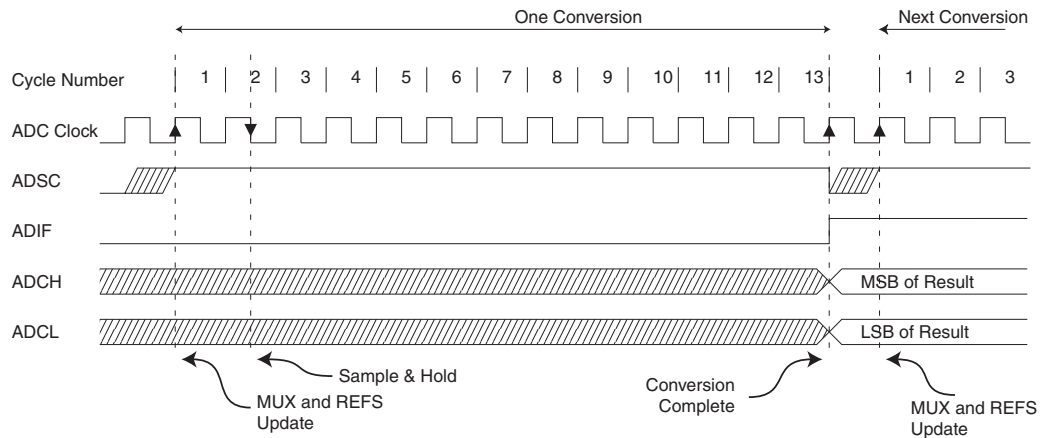 One Conversion
Next Conversion
Cycle Number 1 2 3 4 5 6 7 8 9 10 11 12 13 1 2 3
ADC Clock
ADSC
ADIF
ADCH
MSB of Result
ADCL
LSB of Result
Sample & Hold
MUX and REFS
Update
Conversion
Complete
MUX and REFS
Update